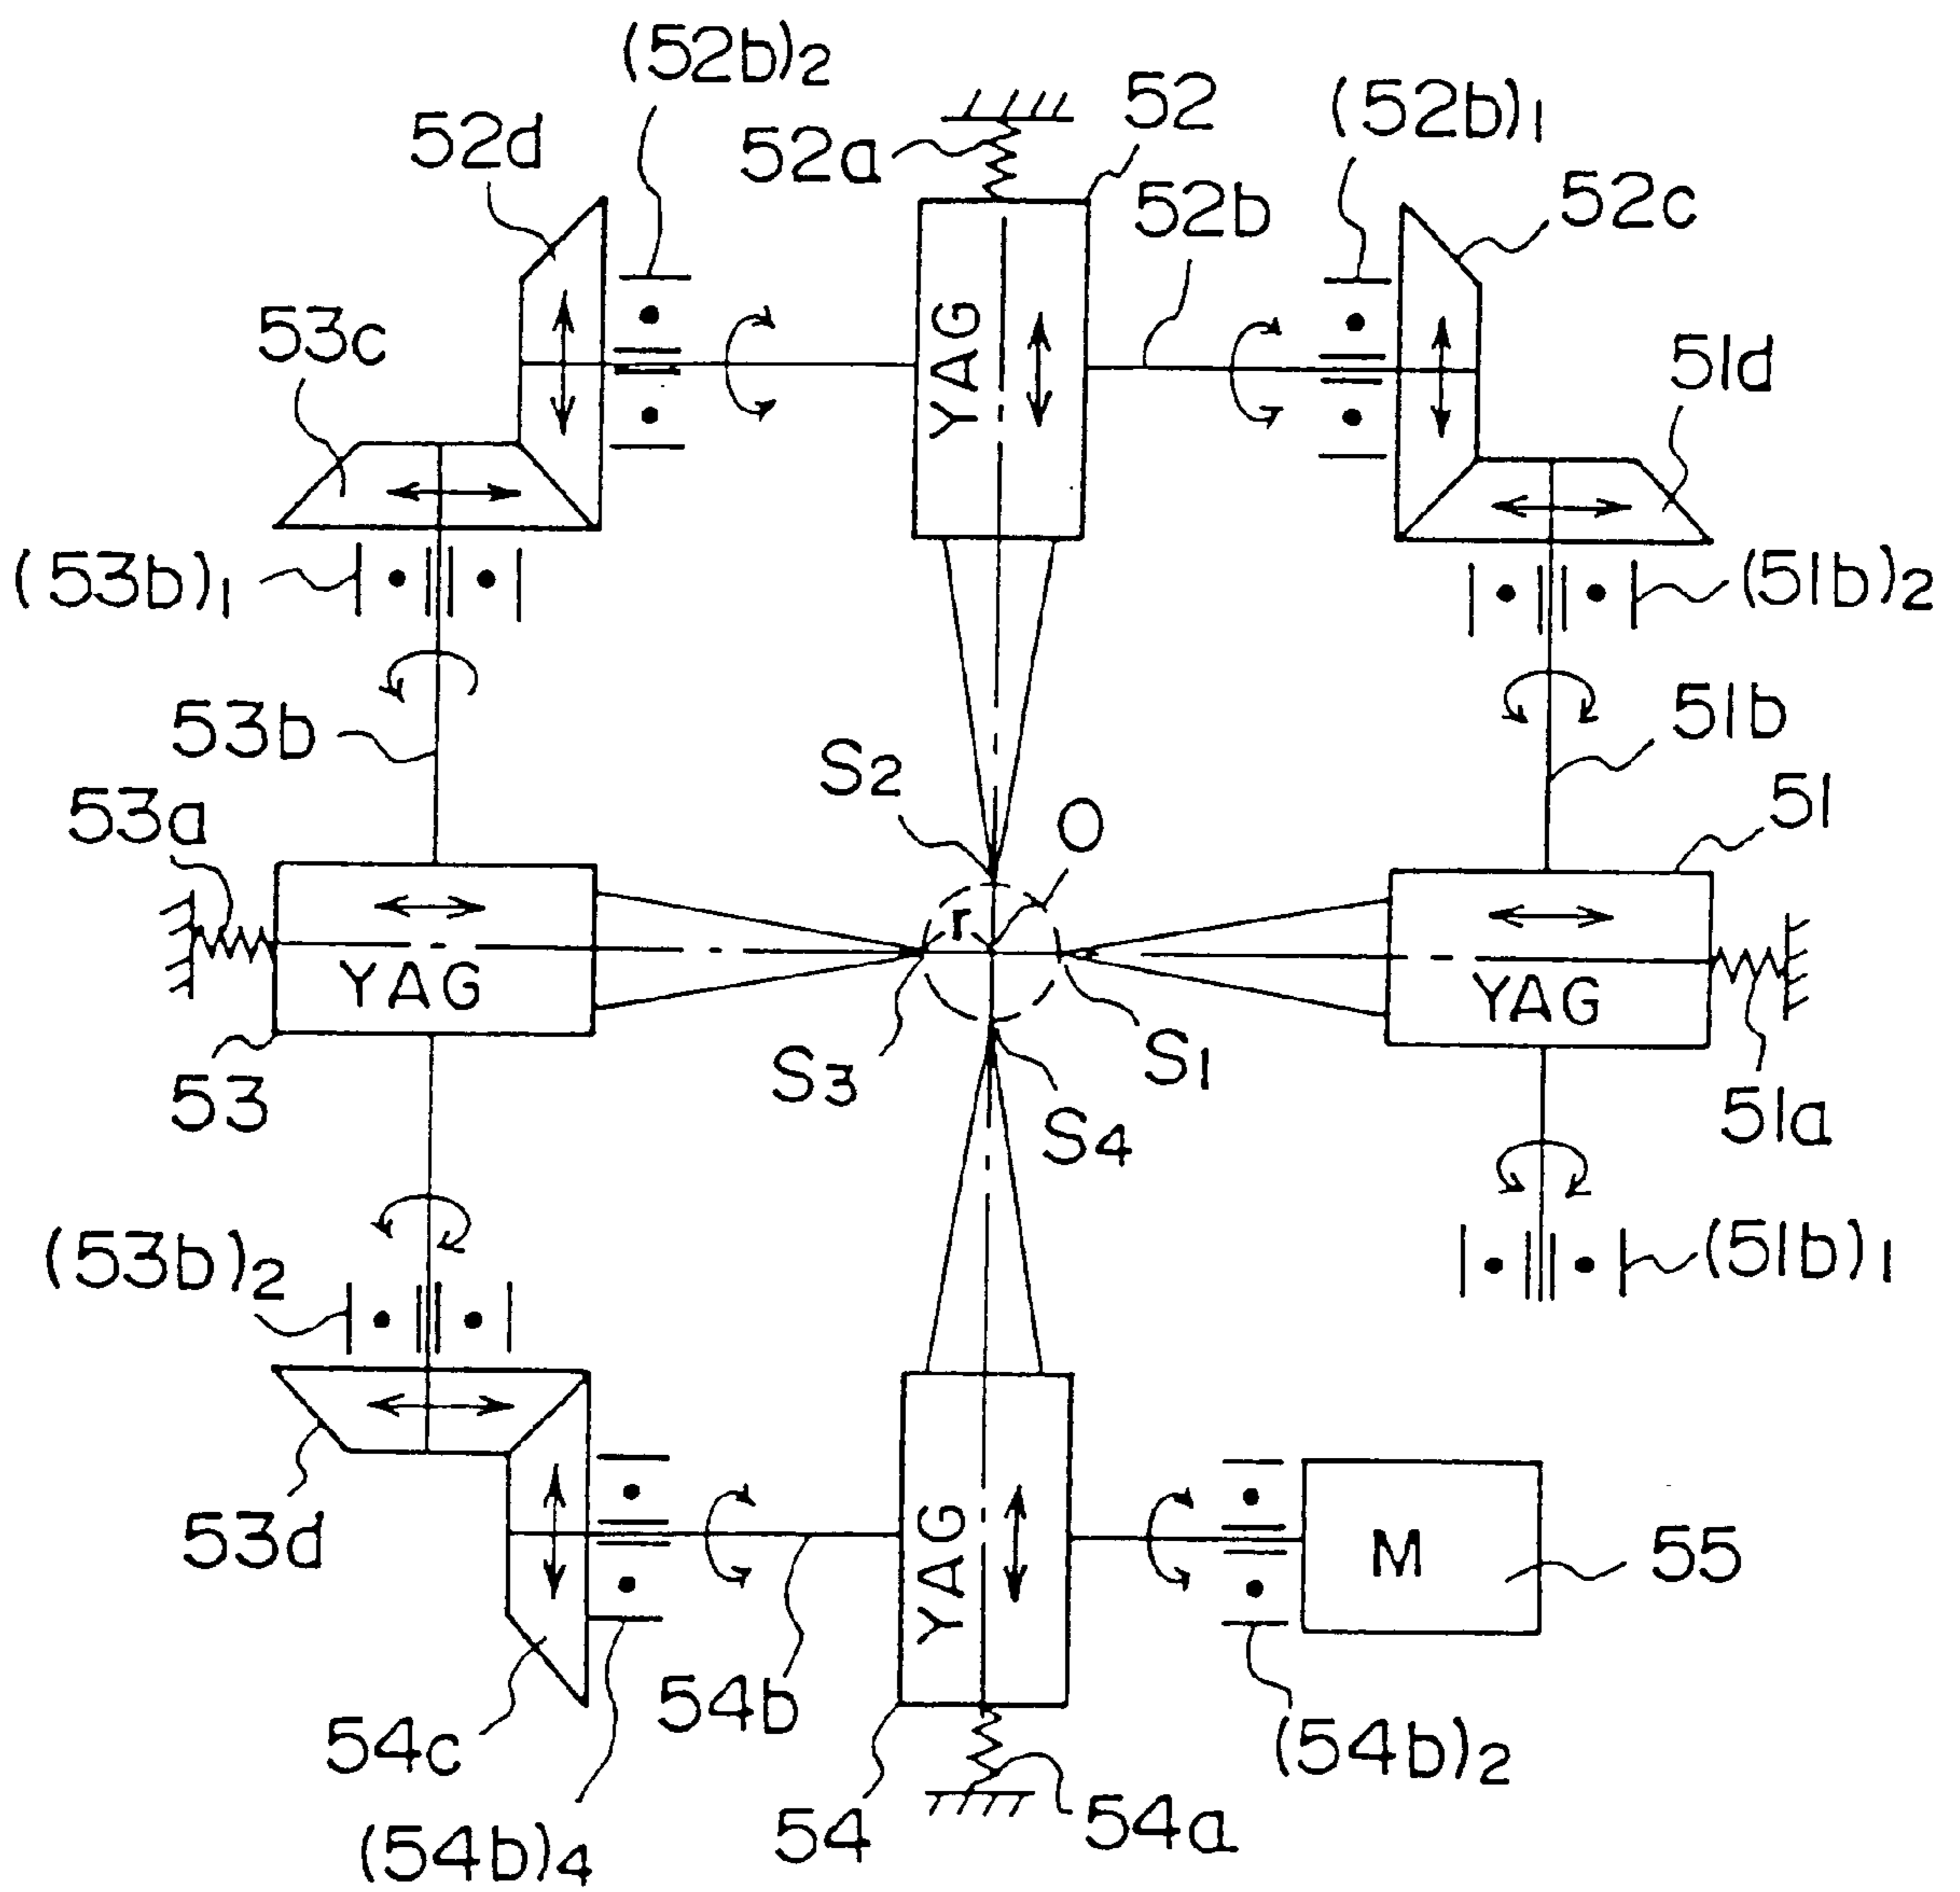 (52b)2
52
(52b)1
52d
52a
52b
52c
YAG
53c
51d
(53b)1
(51b)2
53b
51b
S2
O
53a
51
r
YAG
YAG
S3
S1
53
S4
51a
(53b)2
(51b)1
53d
YAG
M
55
54b
54c
(54b)2
54
54a
(54b)4